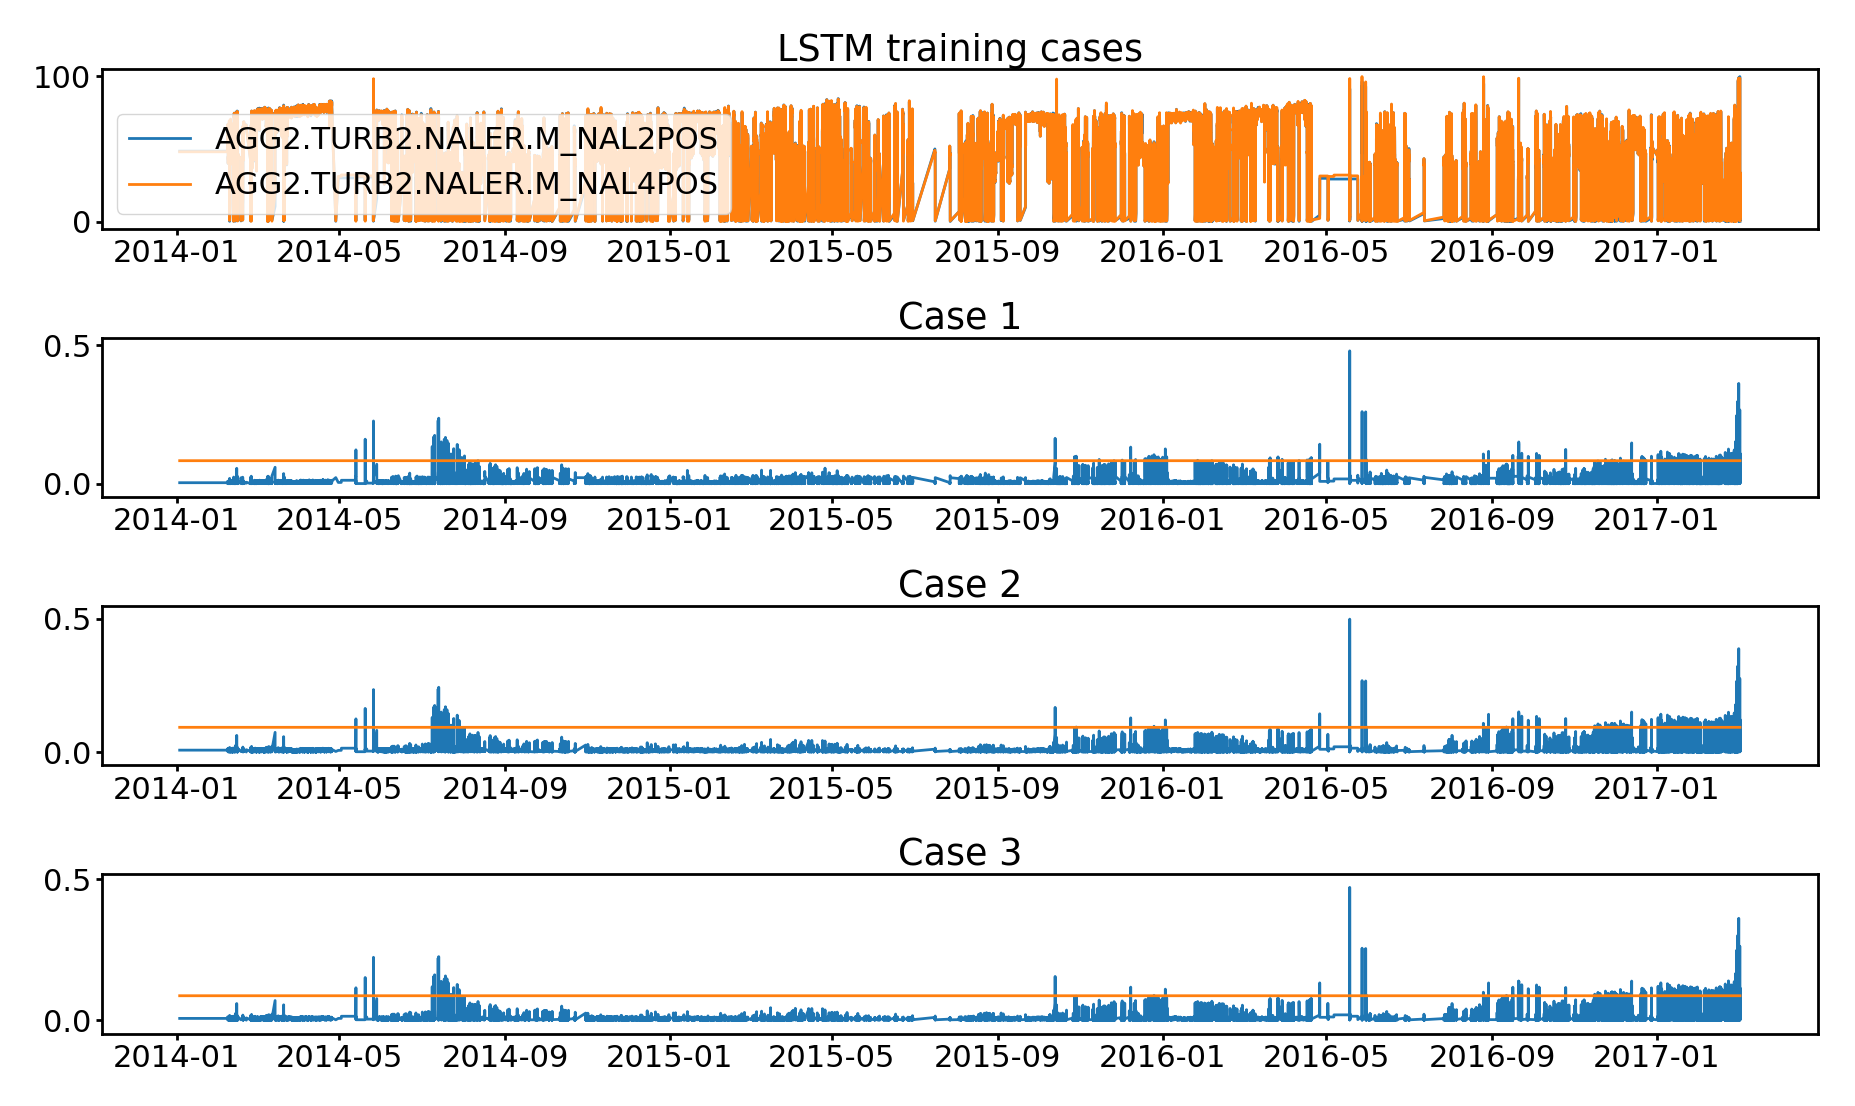 LSTM training cases
100
AGG2.TURB2.NALER.M_NAL2POS
AGG2.TURB2.NALER.M_NAL4POS
0
2014-01 2014-05 2014-09 2015-01 2015-05 2015-09 2016-01 2016-05 2016-09 2017-01
Case 1
0.5
0.0
2014-01 2014-05 2014-09 2015-01 2015-05 2015-09 2016-01 2016-05 2016-09 2017-01
Case 2
0.5
0.0
2014-01 2014-05 2014-09 2015-01 2015-05 2015-09 2016-01 2016-05 2016-09 2017-01
Case 3
0.5
0.0
2014-01 2014-05 2014-09 2015-01 2015-05 2015-09 2016-01 2016-05 2016-09 2017-01